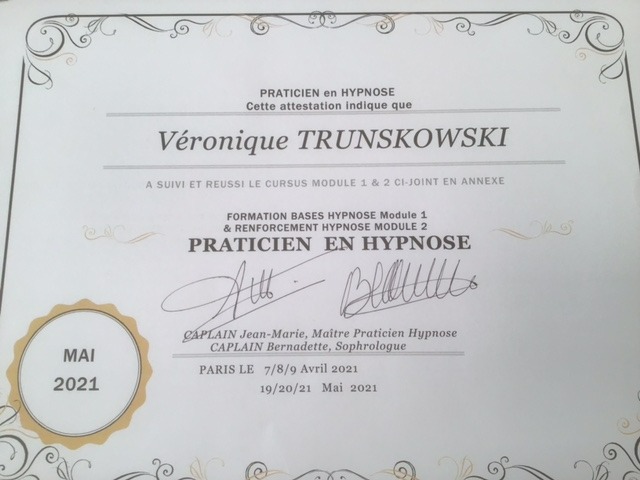 PRATICIEN en HYPNOSE
Cette attestation indique que
Véronique TRUNSKOWSKI
A SUIVI ET REUSSI LE CURSUS MODULE 1 & 2 CI-JOINT EN ANNEXE
FORMATION BASES HYPNOSE Module 1
& RENFORCEMENT HYPNOSE MODULE 2
PRATICIEN EN HYPNOSE
CAPLAIN Jean-Marie, Maître Praticien Hypnose
CAPLAIN Bernadette, Sophrologue
PARIS LE 7/8/9 Avril 2021
19/20/21 Mai 2021
MAI
2021